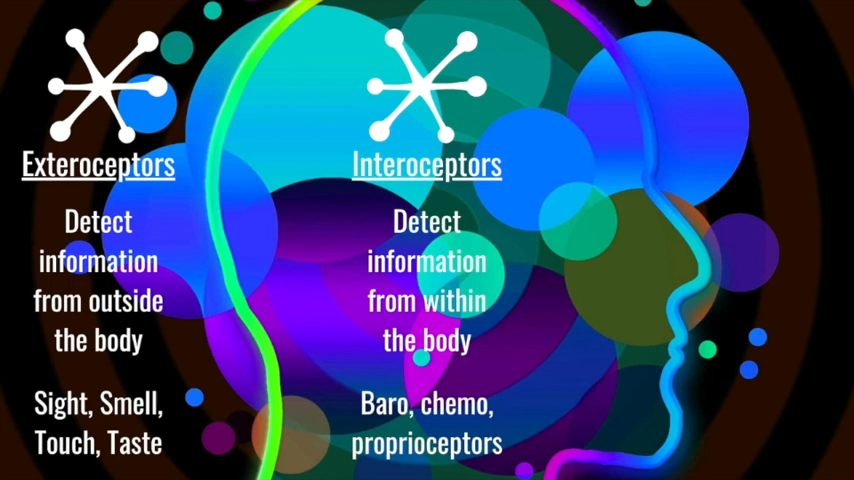 Exteroceptors
Detect
information
from outside
the body
Sight, Smell,
Touch, Taste
Interoceptors
Detect
information
from within
the body
Baro, chemo,
proprioceptors